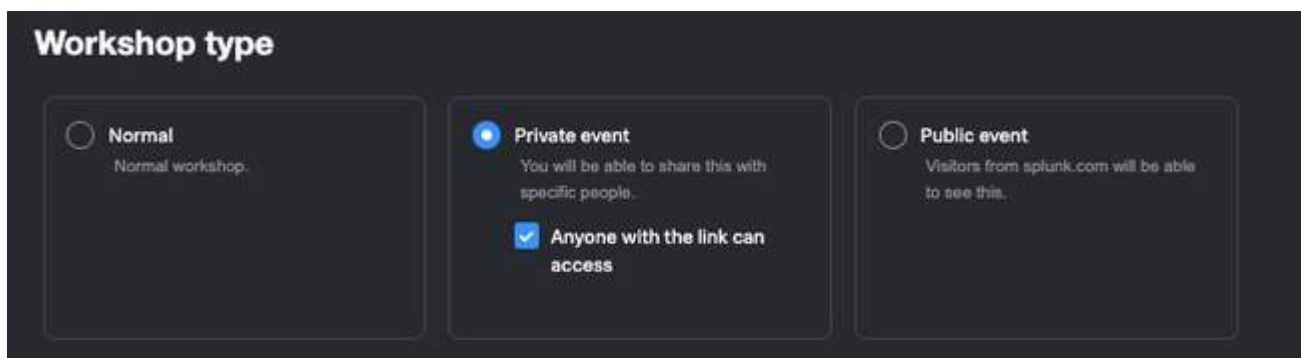 Workshop type
Normal
Normal workshop.
Private event
You will be able to share this with
specific people.
Anyone with the link can
access
Public event
Visitors from splunk.com will be able
to see this.